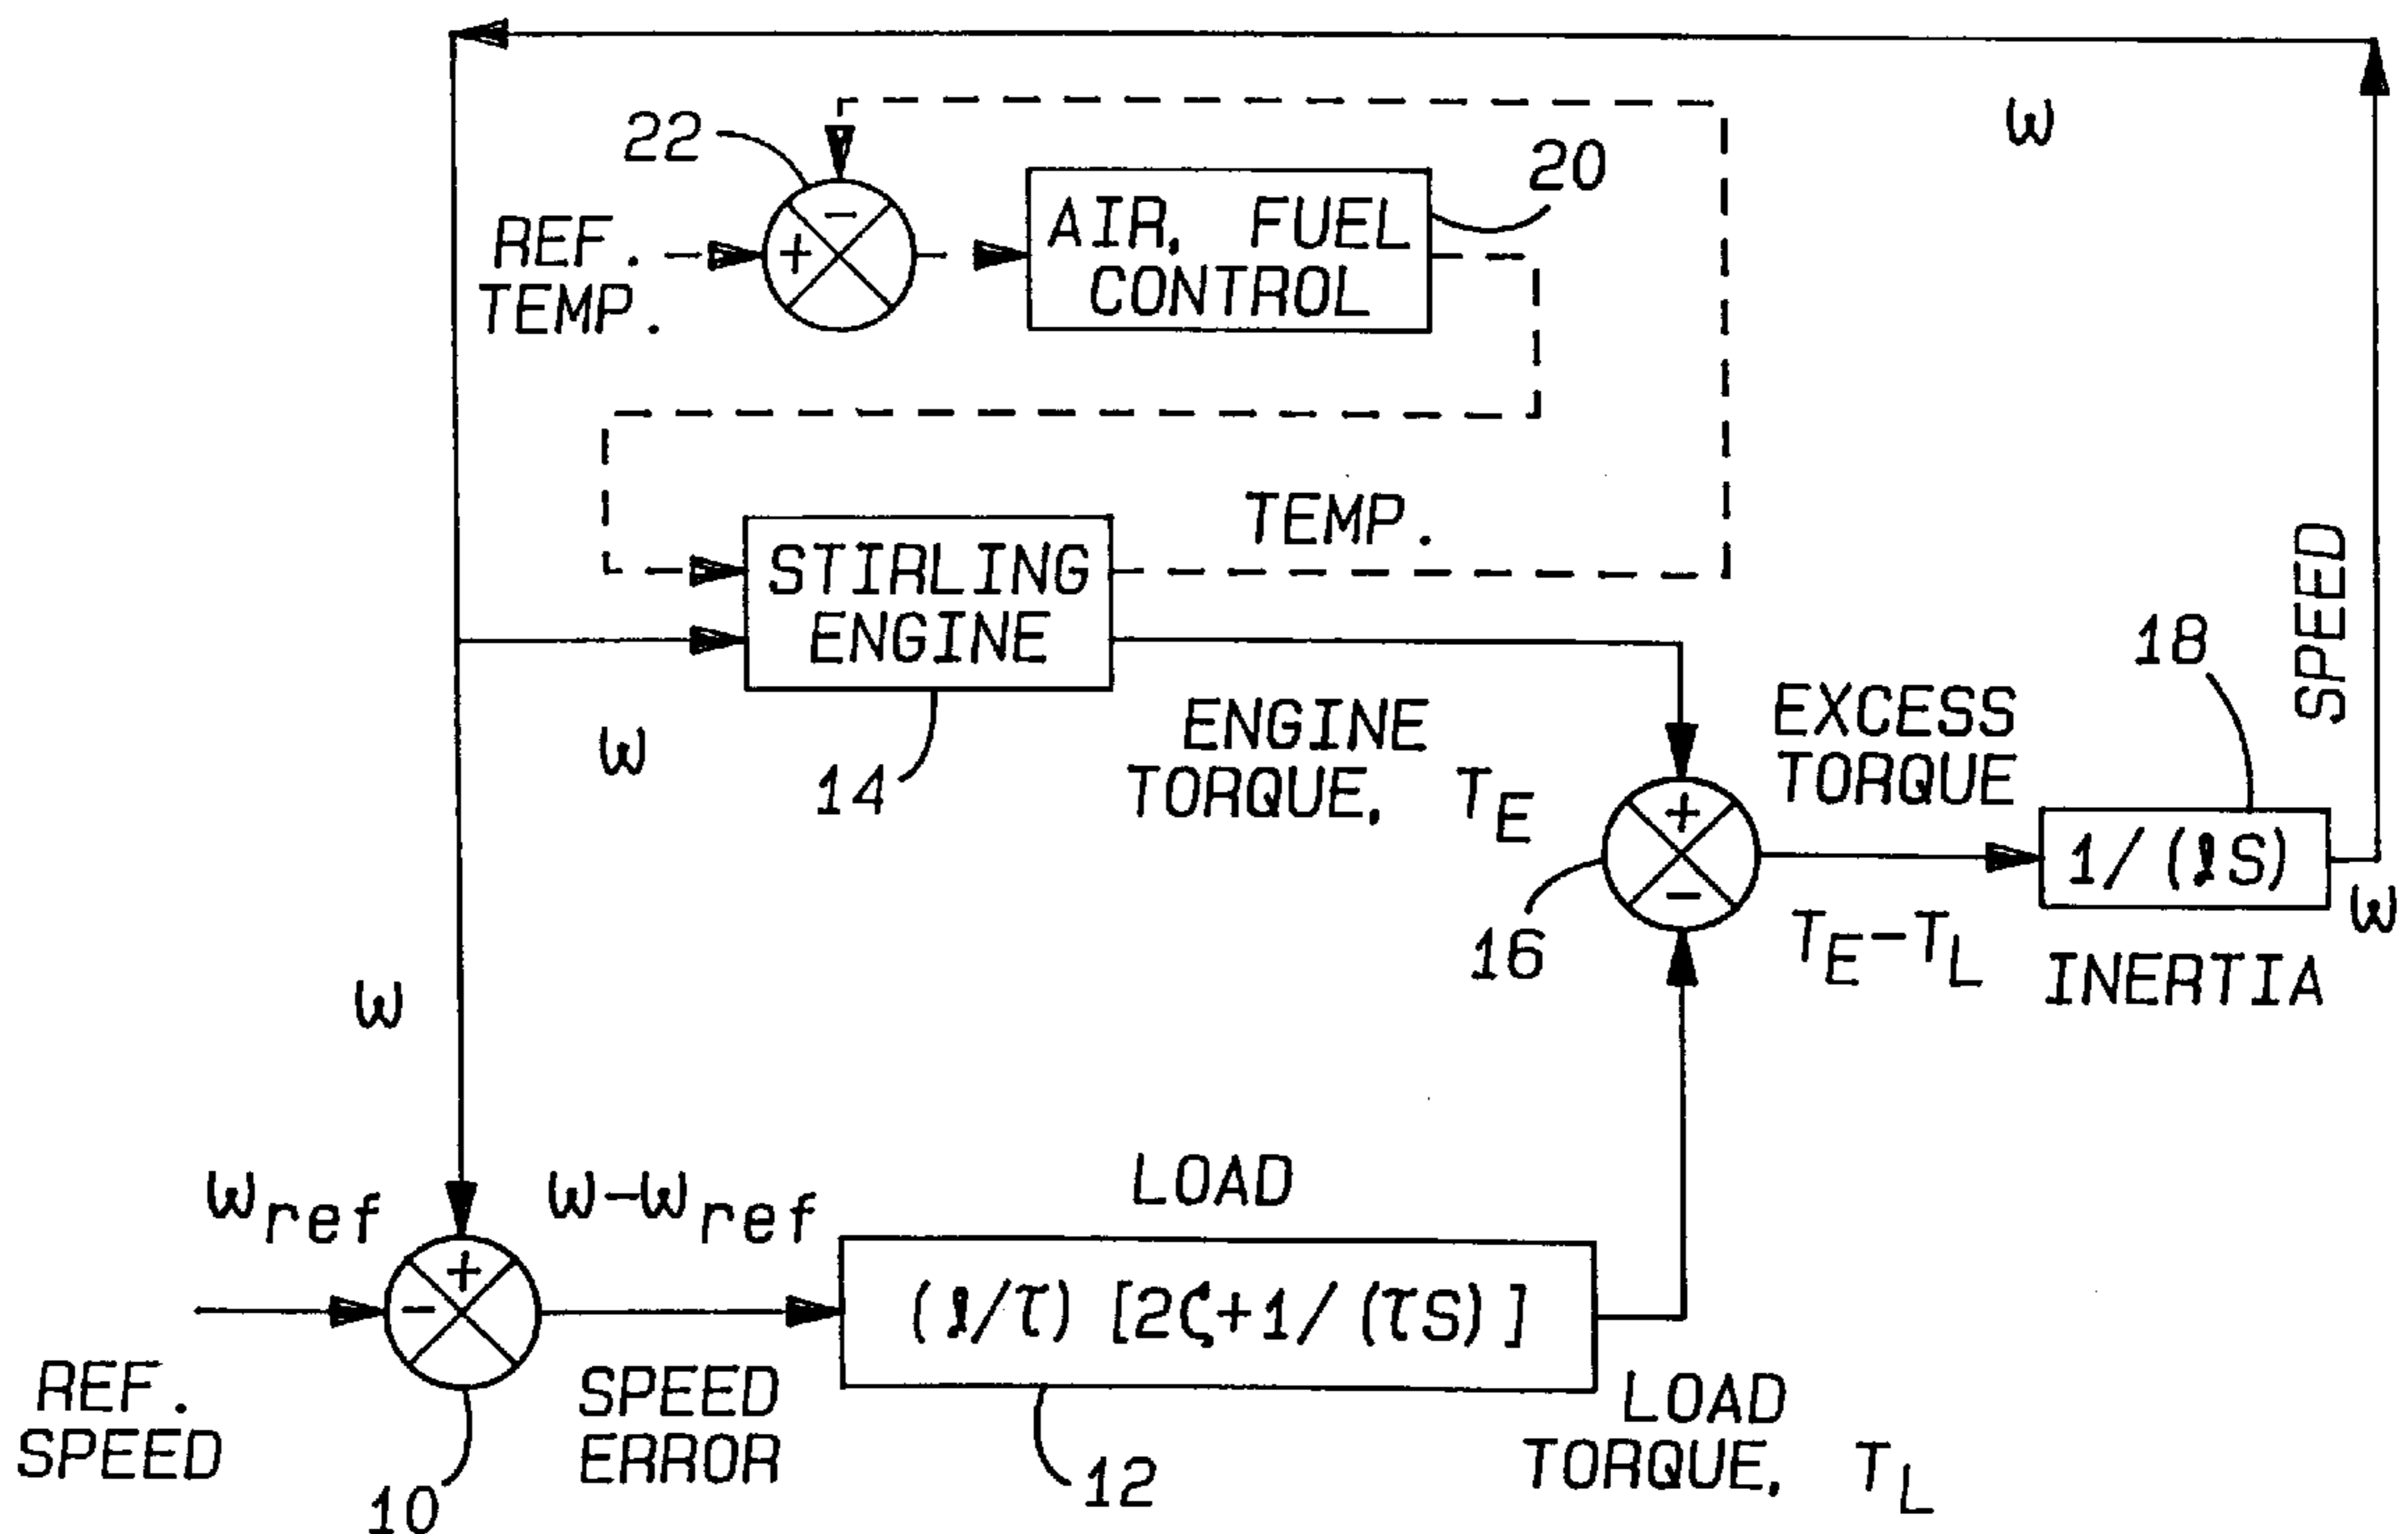 ω
22
20
-
REF.
TEMP.
+
AIR, FUEL
CONTROL
TEMP.
STIRLING
ENGINE
SPEED
18
ω
14
ENGINE
TORQUE, T_E
EXCESS
TORQUE
+
-
1/(IS)
ω
16
T_E-T_L
INERTIA
ω
ω_ref
ω-ω_ref
LOAD
+
-
(I/τ) [2ζ+1/(τS)]
REF.
SPEED
SPEED
ERROR
LOAD
TORQUE, T_L
10
12